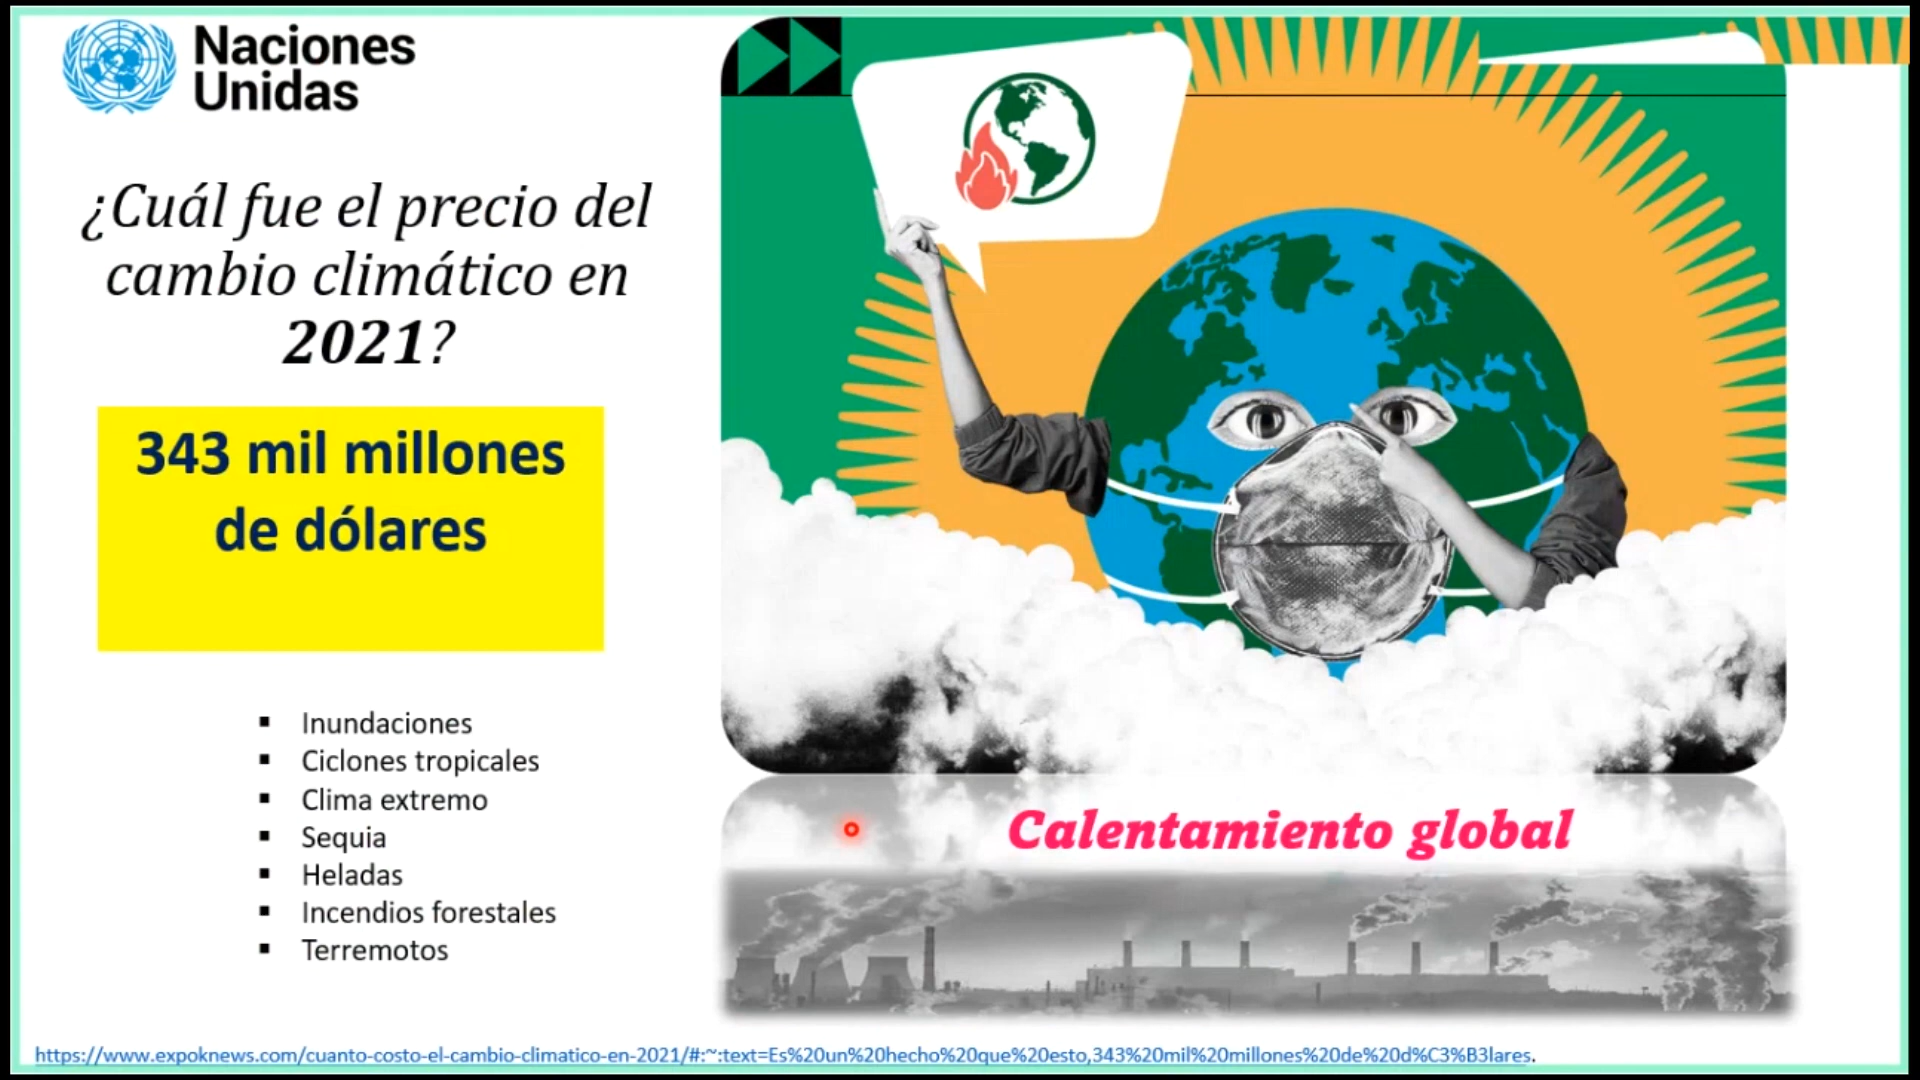 Naciones
Unidas
¿Cuál fue el precio del
cambio climático en
2021?
343 mil millones
de dólares
▪ Inundaciones
▪ Ciclones tropicales
▪ Clima extremo
▪ Sequia
▪ Heladas
▪ Incendios forestales
▪ Terremotos
Calentamiento global
https://www.expoknews.com/cuanto-costo-el-cambio-climatico-en-2021/#:~:text=Es%20un%20hecho%20que%20esto,343%20mil%20millones%20de%20d%C3%B3lares.